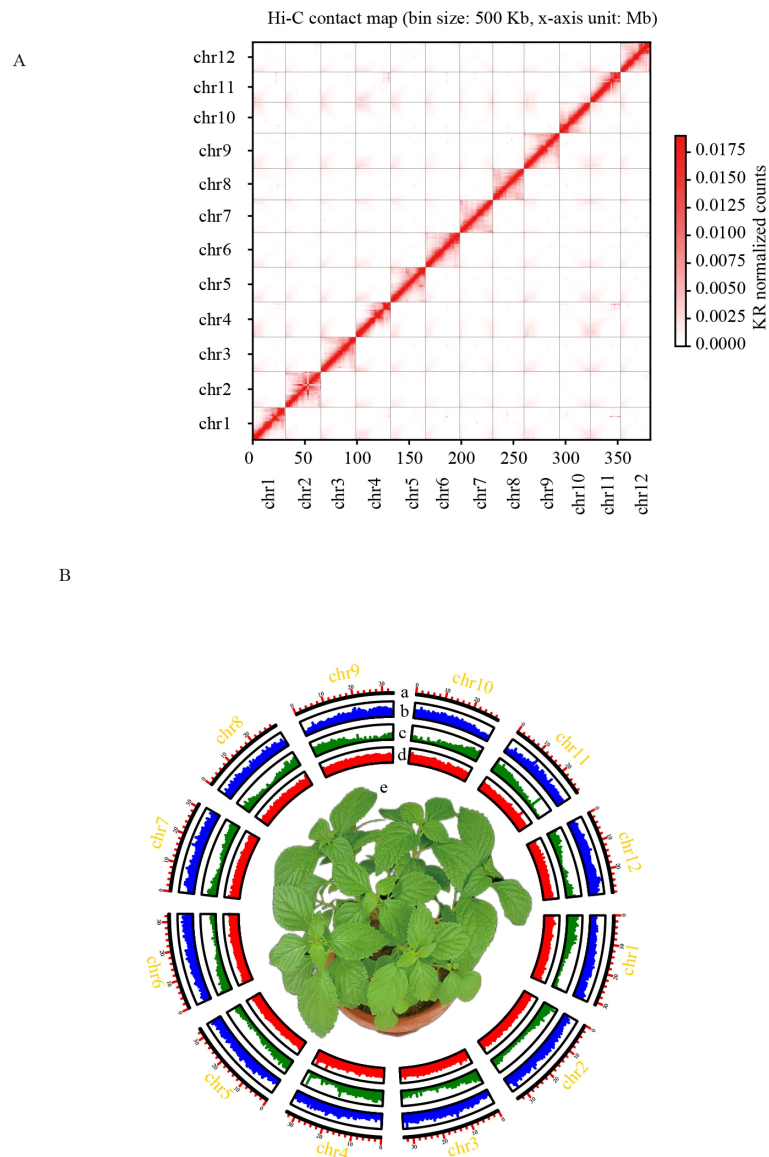 Hi-C contact map (bin size: 500 Kb, x-axis unit: Mb)
A
chr12
chr11
chr10
chr9
chr8
chr7
chr6
chr5
chr4
chr3
chr2
chr1
0 50 100 150 200 250 300 350
chr1 chr2 chr3 chr4 chr5 chr6 chr7 chr8 chr9 chr10 chr11 chr12
0.0175
0.0150
0.0125
0.0100
0.0075
0.0050
0.0025
0.0000
KR normalized counts
B
chr9
chr10
a
b
c
d
e
chr8
chr11
chr7
chr12
chr6
chr1
chr5
chr2
chr4
chr3